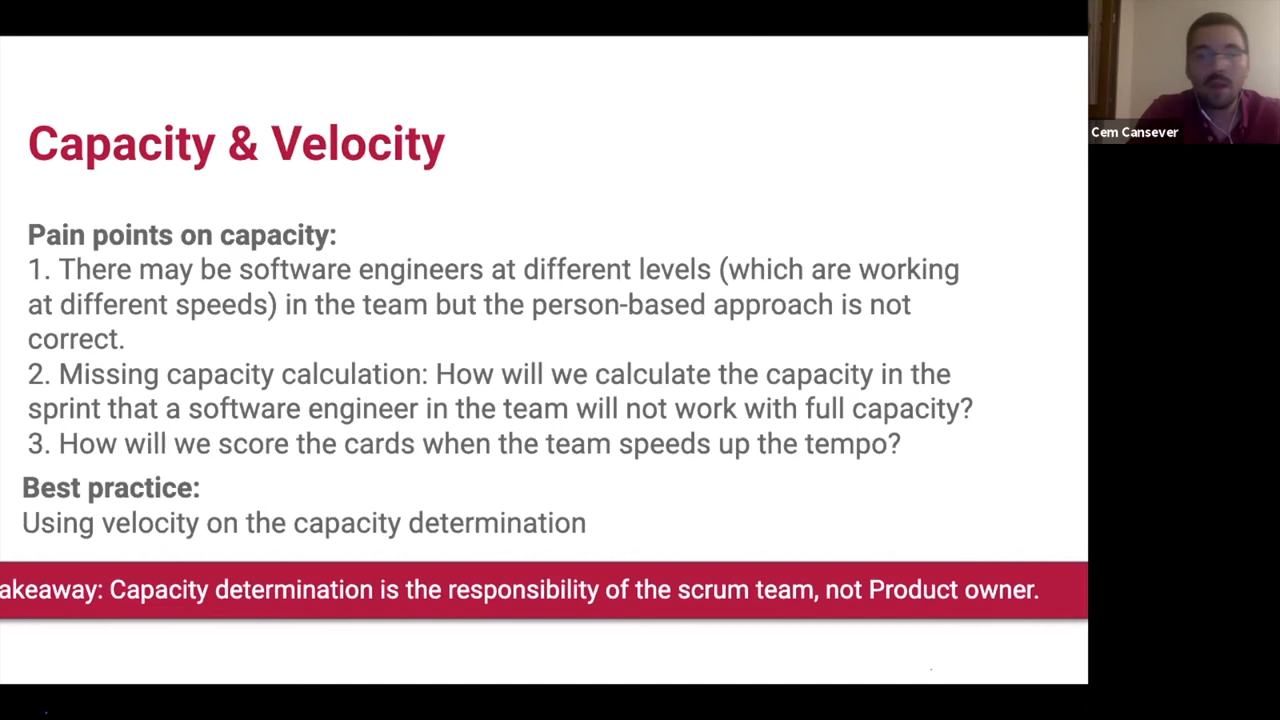 Capacity & Velocity
Cem Cansever
Pain points on capacity:
1. There may be software engineers at different levels (which are working
at different speeds) in the team but the person-based approach is not
correct.
2. Missing capacity calculation: How will we calculate the capacity in the
sprint that a software engineer in the team will not work with full capacity?
3. How will we score the cards when the team speeds up the tempo?
Best practice:
Using velocity on the capacity determination
akeaway: Capacity determination is the responsibility of the scrum team, not Product owner.